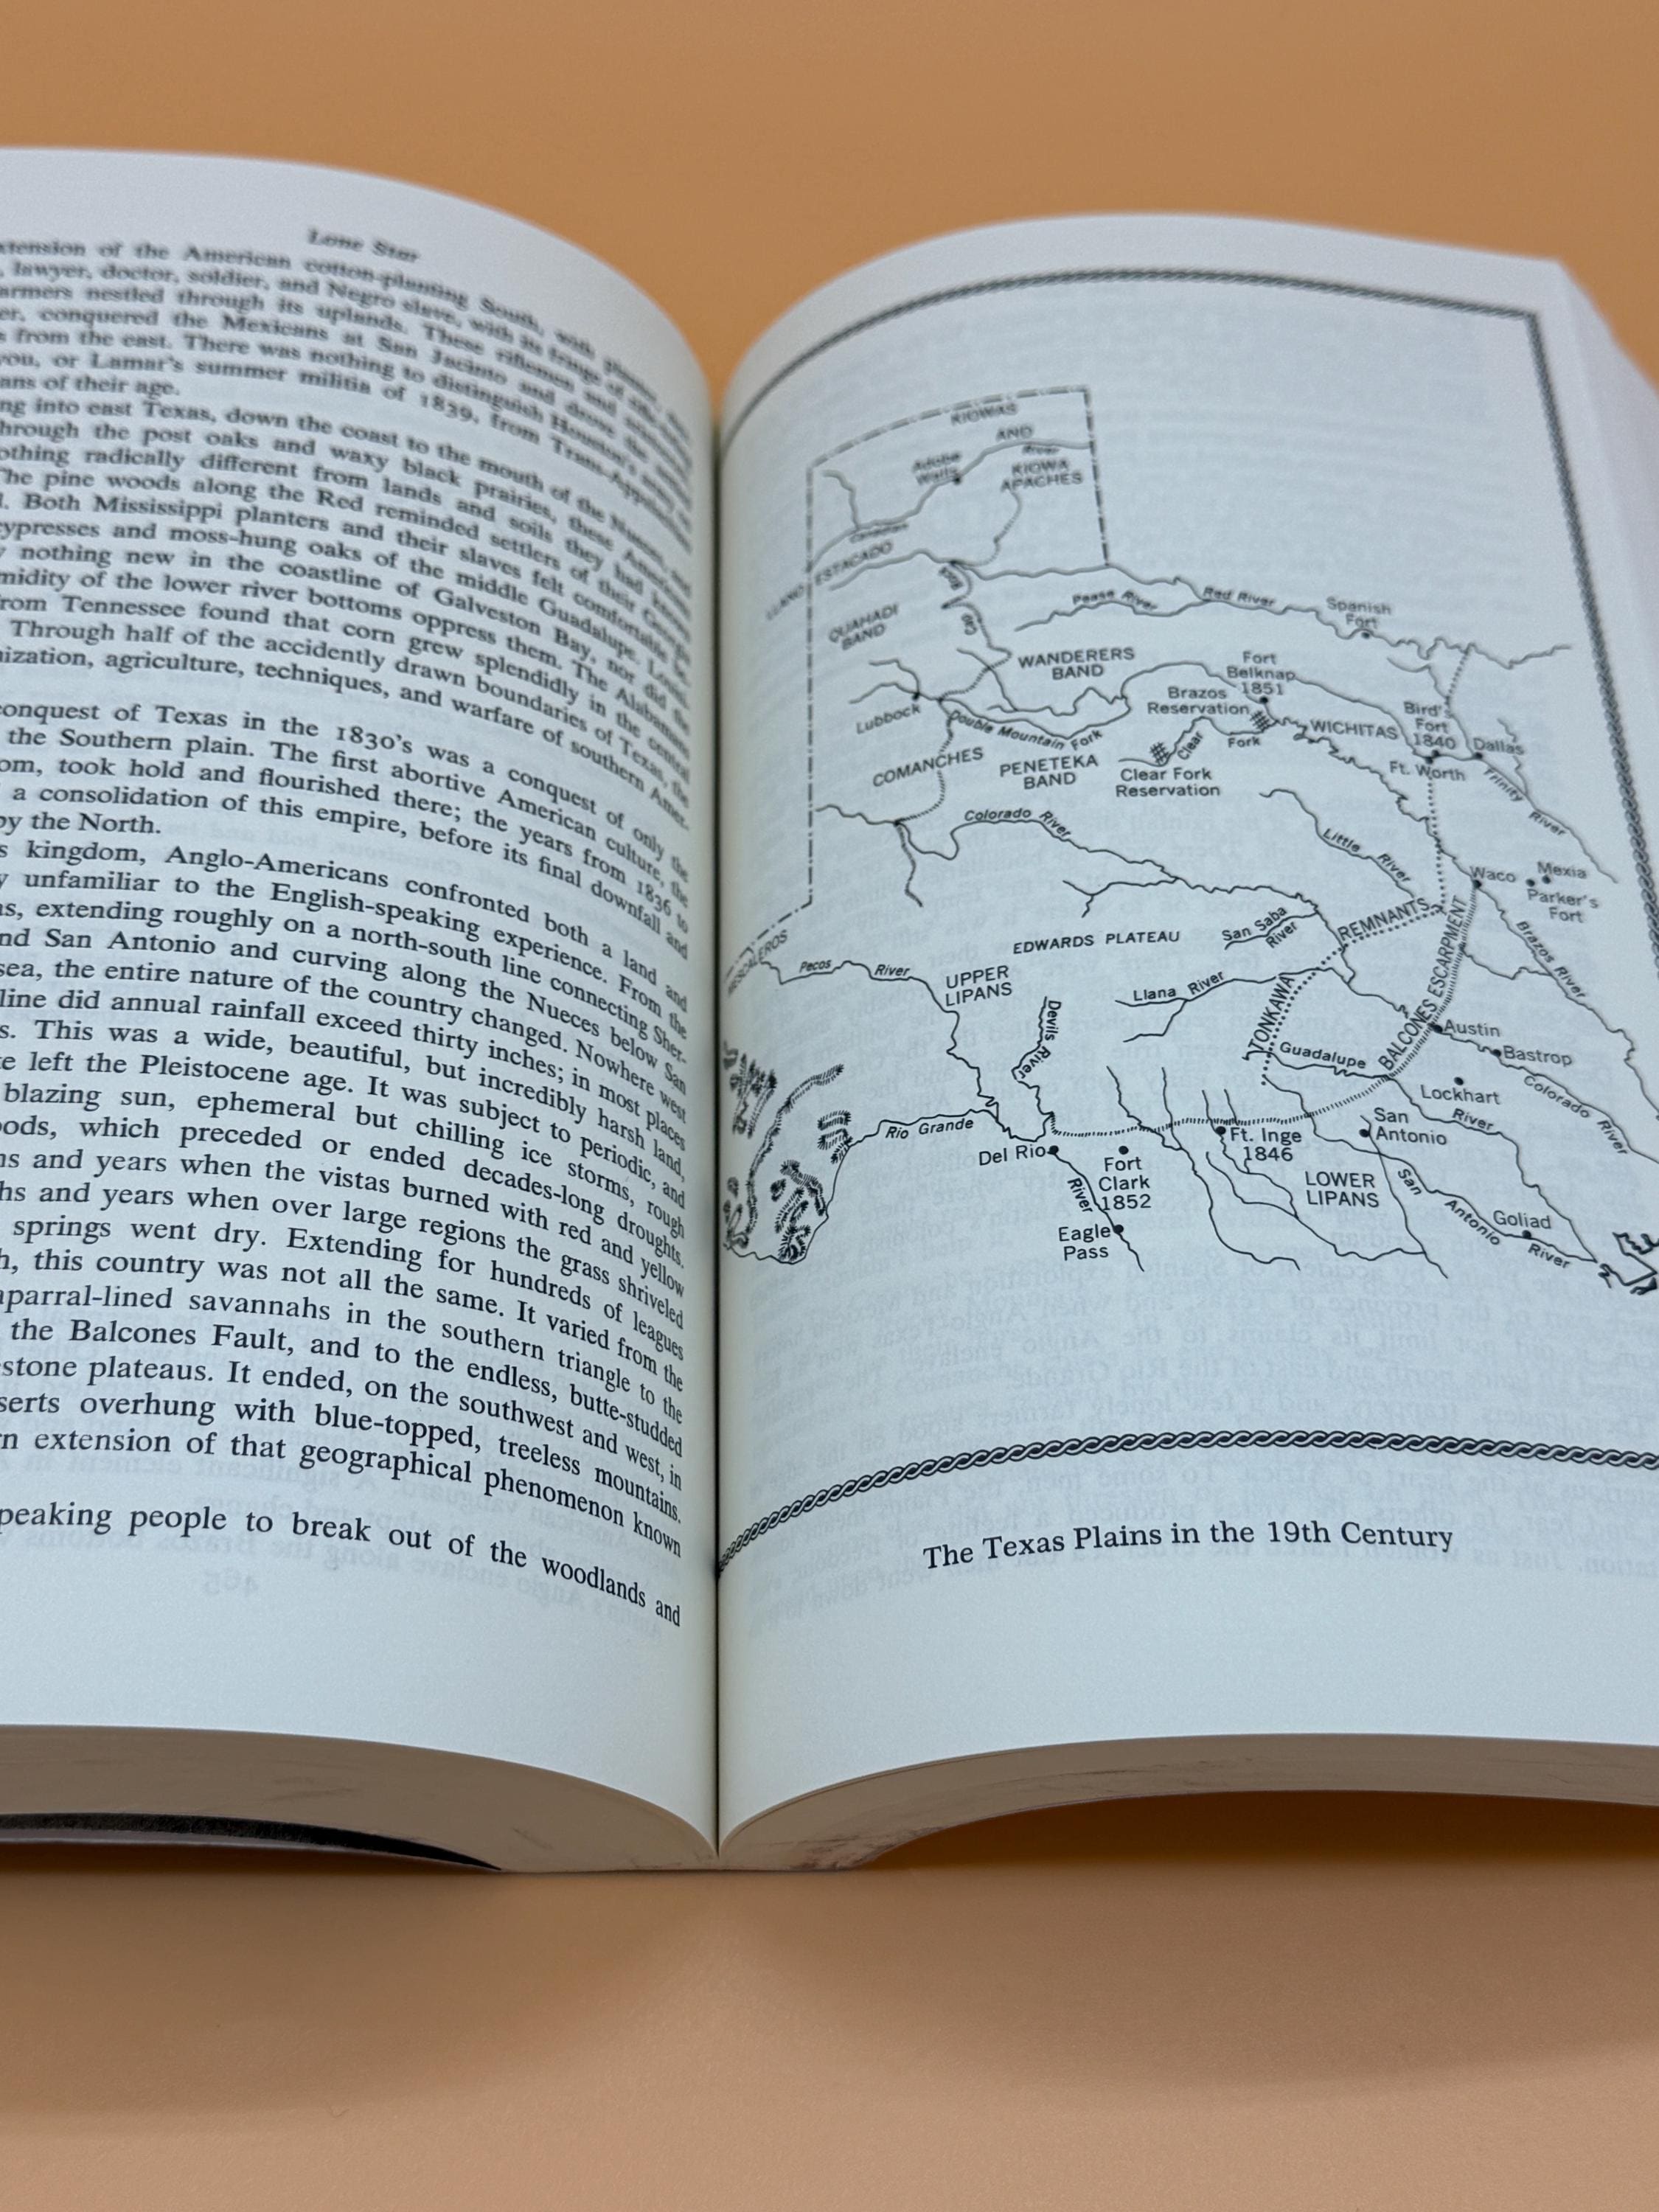 Lone Star
xtension of the American cotton-planting South, with
, lawyer, doctor, soldier, and Negro slave, with its fringe of
armers nestled through its uplands. These riflemen and
er, conquered the Mexicans at San Jacinto and drove the
s from the east. There was nothing to distinguish Houston's army
you, or Lamar's summer militia of 1839, from Trans-Appalachian
ans of their age.
ng into east Texas, down the coast to the mouth of the Nueces, and
hrough the post oaks and waxy black prairies, these Americans
othing radically different from lands and soils they had known
he pine woods along the Red reminded settlers of their Georgia
l. Both Mississippi planters and their slaves felt comfortable
ypresses and moss-hung oaks of the middle Guadalupe.
y nothing new in the coastline of Galveston Bay, nor did the
midity of the lower river bottoms oppress them. The Alabamans
rom Tennessee found that corn grew splendidly in the central
Through half of the accidently drawn boundaries of Texas, the
nization, agriculture, techniques, and warfare of southern Amer-
conquest of Texas in the 1830's was a conquest of only the
the Southern plain. The first abortive American culture, the
om, took hold and flourished there; the years from 1836 to
a consolidation of this empire, before its final downfall and
by the North.
s kingdom, Anglo-Americans confronted both a land and
y unfamiliar to the English-speaking experience. From the
as, extending roughly on a north-south line connecting Sher-
nd San Antonio and curving along the Nueces below San
sea, the entire nature of the country changed. Nowhere west
line did annual rainfall exceed thirty inches; in most places
s. This was a wide, beautiful, but incredibly harsh land,
te left the Pleistocene age. It was subject to periodic, and
blazing sun, ephemeral but chilling ice storms, rough
oods, which preceded or ended decades-long droughts.
ns and years when the vistas burned with red and yellow
hs and years when over large regions the grass shriveled
springs went dry. Extending for hundreds of leagues
h, this country was not all the same. It varied from the
aparral-lined savannahs in the southern triangle to the
the Balcones Fault, and to the endless, butte-studded
estone plateaus. It ended, on the southwest and west, in
serts overhung with blue-topped, treeless mountains.
rn extension of that geographical phenomenon known
peaking people to break out of the woodlands and
KIOWAS
AND
KIOWA
APACHES
River
Adobe
Walls
Canadian
LLANO ESTACADO
QUAHADI
BAND
Pease River
Red River
Spanish
Fort
WANDERERS
BAND
Fort
Belknap
1851
Brazos
Reservation
Lubbock
Double Mountain Fork
Clear
Fork
WICHITAS
Bird's
Fort
1840
Dallas
COMANCHES
PENETEKA
BAND
Clear Fork
Reservation
Ft. Worth
Trinity
River
Colorado River
Little River
Waco
Mexia
Parker's
Fort
MESCALEROS
EDWARDS PLATEAU
San Saba
River
REMNANTS
Brazos River
Pecos River
UPPER
LIPANS
Llana River
TONKAWA
BALCONES ESCARPMENT
Devils River
Austin
Bastrop
Guadalupe
River
Lockhart
Colorado River
Rio Grande
River
Del Rio
Fort
Clark
1852
Ft. Inge
1846
San
Antonio
LOWER
LIPANS
San Antonio River
Goliad
Eagle
Pass
The Texas Plains in the 19th Century